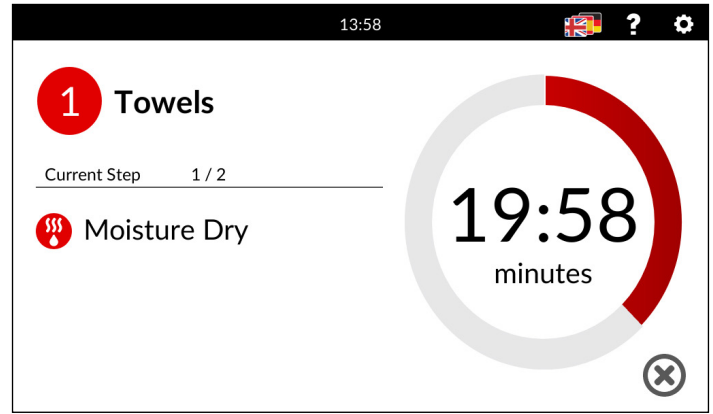 13:58
?
1 Towels
Current Step 1 / 2
Moisture Dry
19:58
minutes